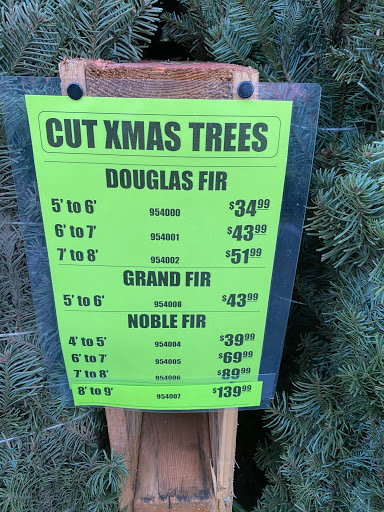 CUT XMAS TREES
DOUGLAS FIR
5' to 6' 954000 $34.99
6' to 7' 954001 $43.99
7' to 8' 954002 $51.99
GRAND FIR
5' to 6' 954008 $43.99
NOBLE FIR
4' to 5' 954004 $39.99
6' to 7' 954005 $69.99
7' to 8' 954006 $89.99
8' to 9' 954007 $139.99